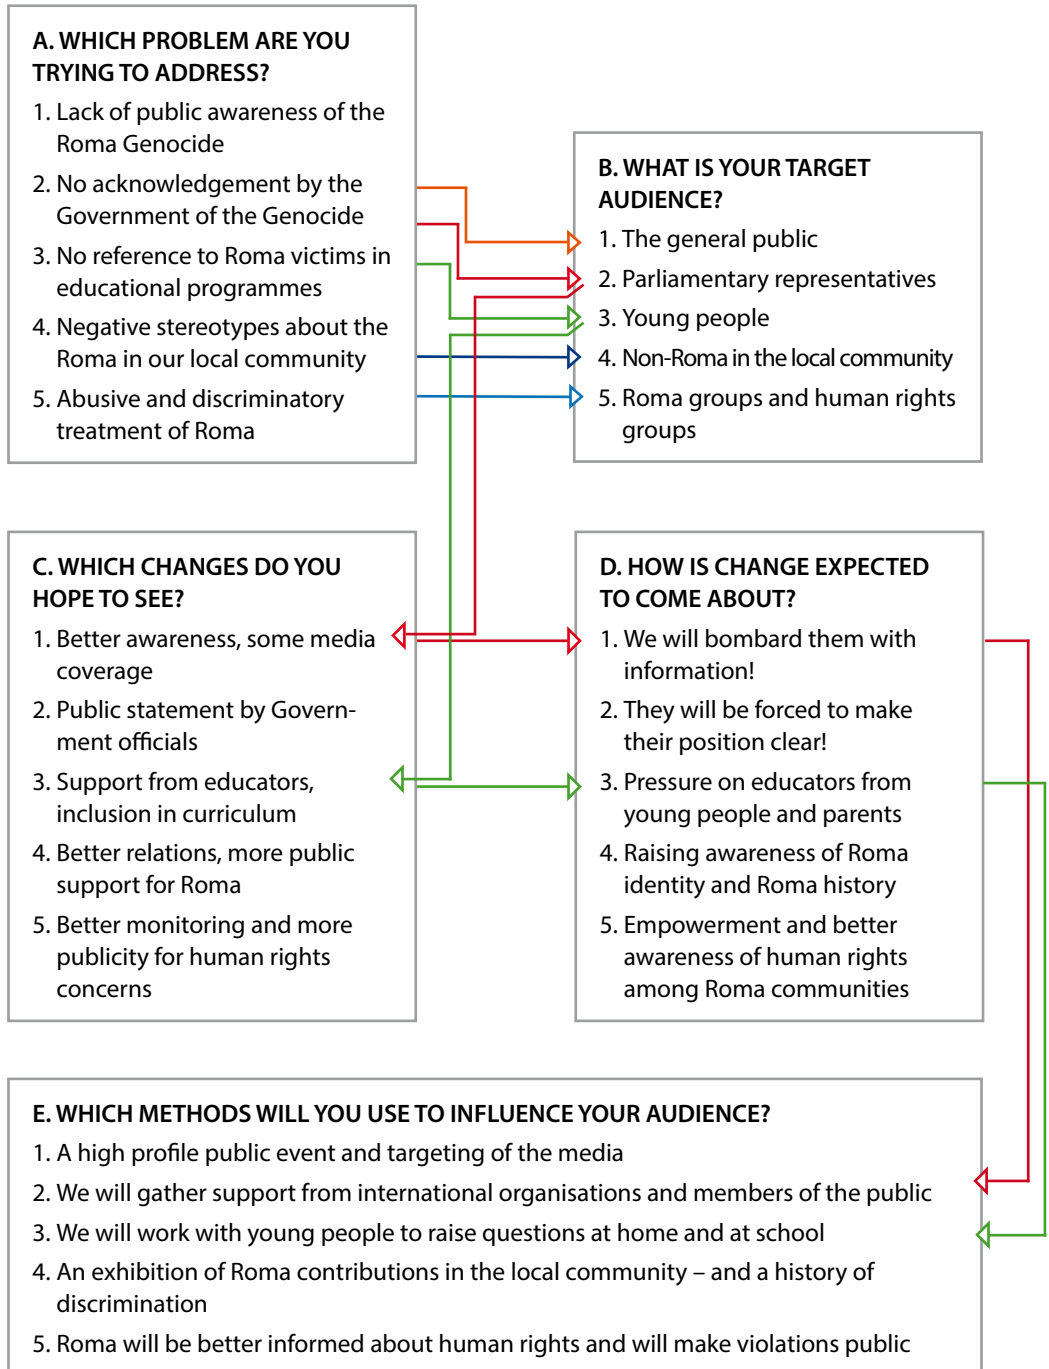 A. WHICH PROBLEM ARE YOU
TRYING TO ADDRESS?
1. Lack of public awareness of the
Roma Genocide
2. No acknowledgement by the
Government of the Genocide
3. No reference to Roma victims in
educational programmes
4. Negative stereotypes about the
Roma in our local community
5. Abusive and discriminatory
treatment of Roma
B. WHAT IS YOUR TARGET
AUDIENCE?
1. The general public
2. Parliamentary representatives
3. Young people
4. Non-Roma in the local community
5. Roma groups and human rights
groups
C. WHICH CHANGES DO YOU
HOPE TO SEE?
1. Better awareness, some media
coverage
2. Public statement by Govern-
ment officials
3. Support from educators,
inclusion in curriculum
4. Better relations, more public
support for Roma
5. Better monitoring and more
publicity for human rights
concerns
D. HOW IS CHANGE EXPECTED
TO COME ABOUT?
1. We will bombard them with
information!
2. They will be forced to make
their position clear!
3. Pressure on educators from
young people and parents
4. Raising awareness of Roma
identity and Roma history
5. Empowerment and better
awareness of human rights
among Roma communities
E. WHICH METHODS WILL YOU USE TO INFLUENCE YOUR AUDIENCE?
1. A high profile public event and targeting of the media
2. We will gather support from international organisations and members of the public
3. We will work with young people to raise questions at home and at school
4. An exhibition of Roma contributions in the local community – and a history of
discrimination
5. Roma will be better informed about human rights and will make violations public